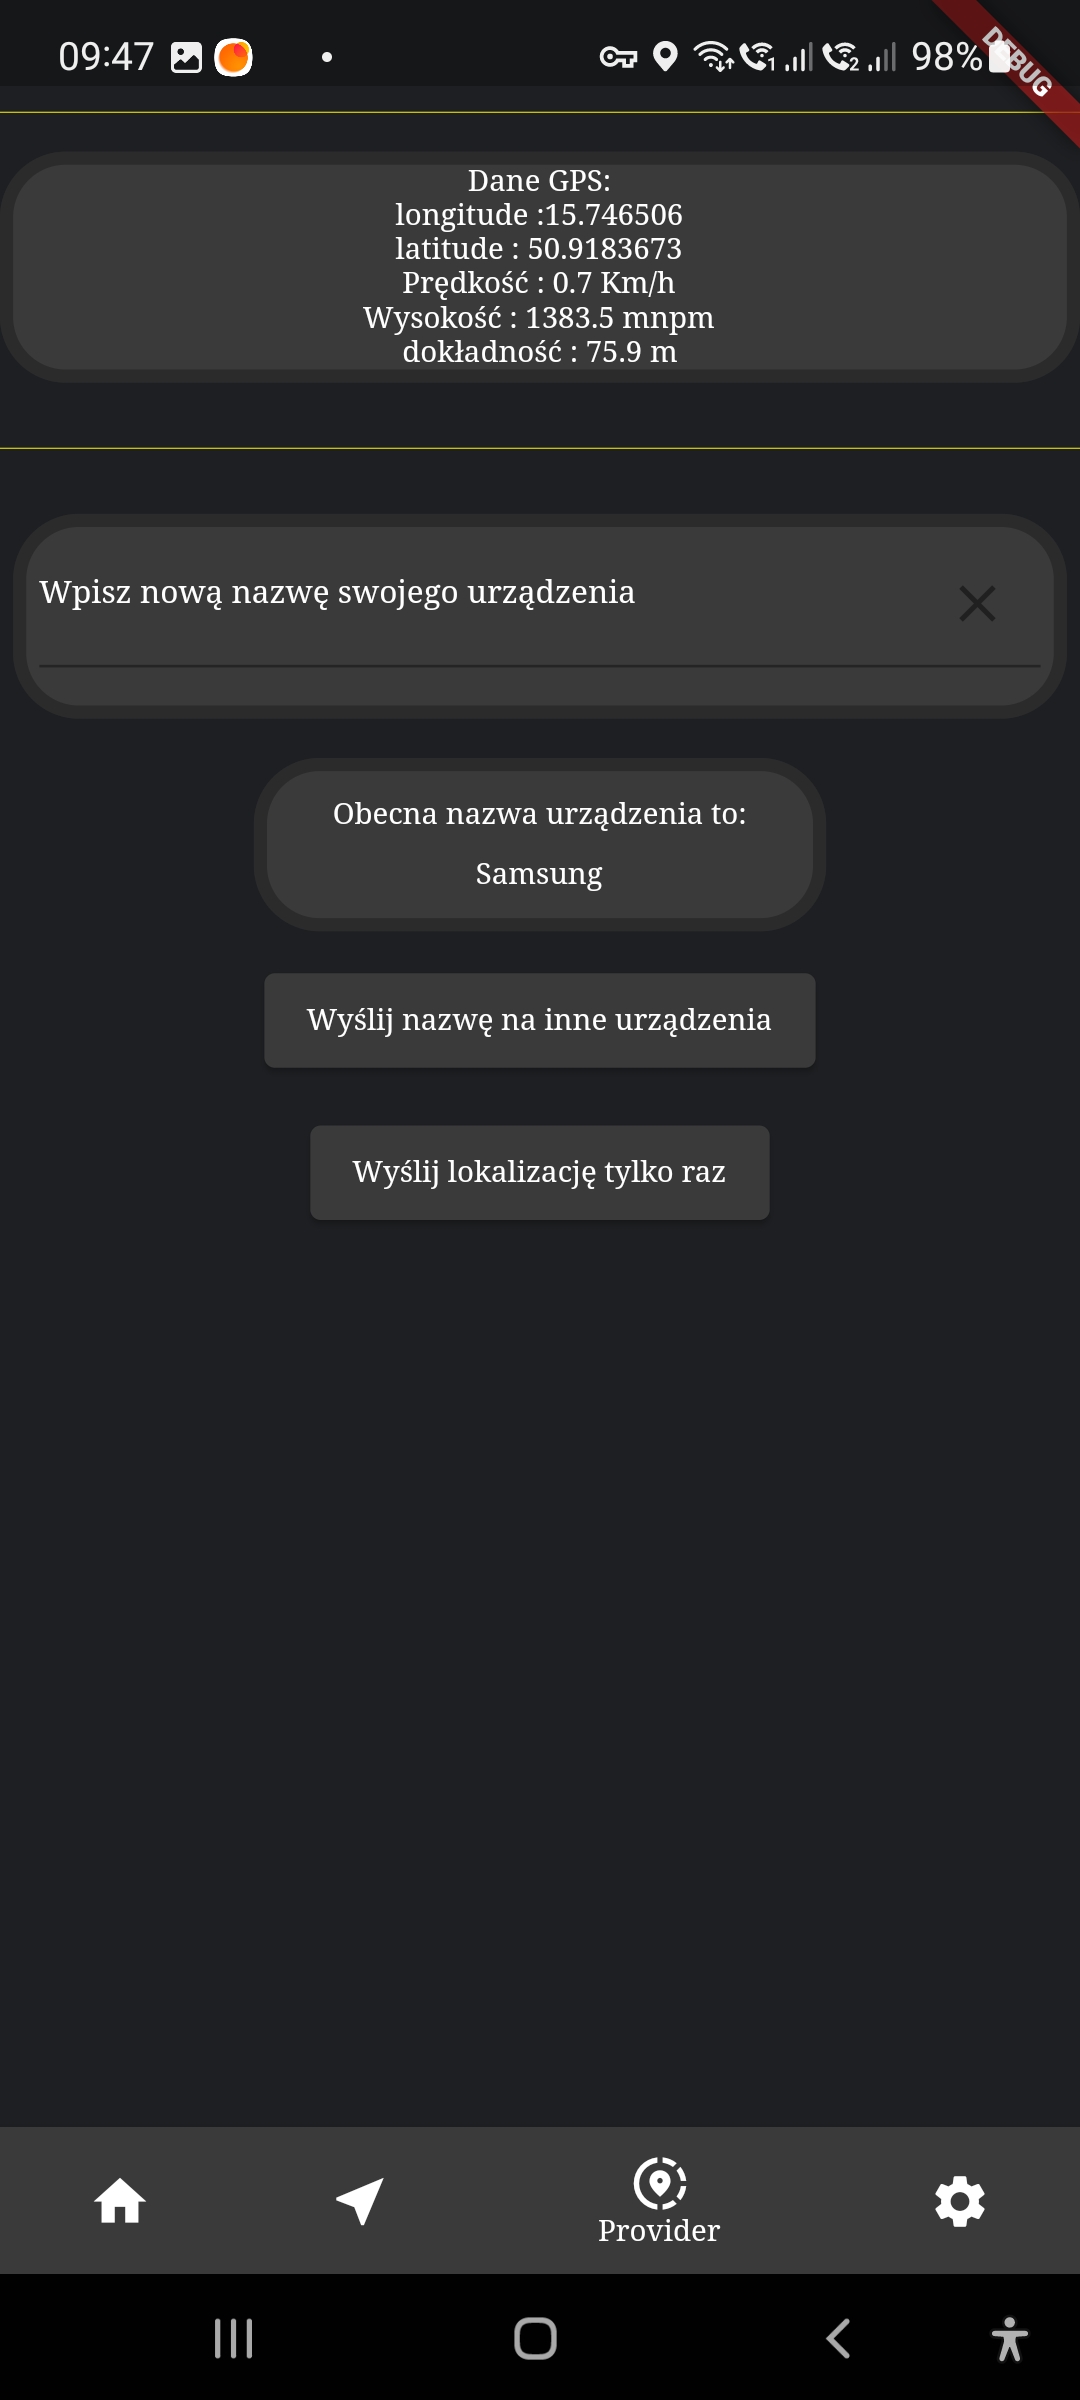 09:47
1
2
98%
DEBUG
Dane GPS:
longitude :15.746506
latitude : 50.9183673
Prędkość : 0.7 Km/h
Wysokość : 1383.5 mnpm
dokładność : 75.9 m
Wpisz nową nazwę swojego urządzenia
Obecna nazwa urządzenia to:
Samsung
Wyślij nazwę na inne urządzenia
Wyślij lokalizację tylko raz
Provider